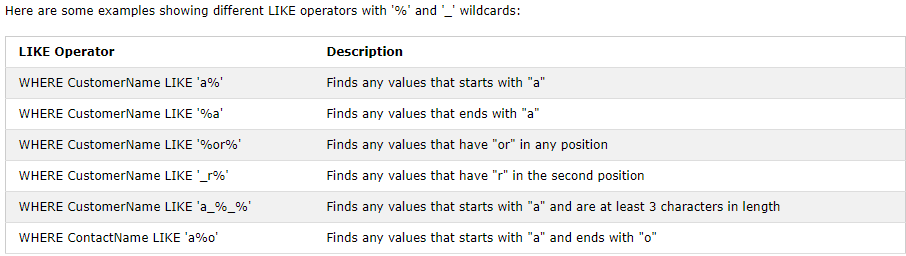 Here are some examples showing different LIKE operators with '%' and '_' wildcards:
LIKE Operator Description
WHERE CustomerName LIKE 'a%' Finds any values that starts with "a"
WHERE CustomerName LIKE '%a' Finds any values that ends with "a"
WHERE CustomerName LIKE '%or%' Finds any values that have "or" in any position
WHERE CustomerName LIKE '_r%' Finds any values that have "r" in the second position
WHERE CustomerName LIKE 'a_%_%' Finds any values that starts with "a" and are at least 3 characters in length
WHERE ContactName LIKE 'a%o' Finds any values that starts with "a" and ends with "o"